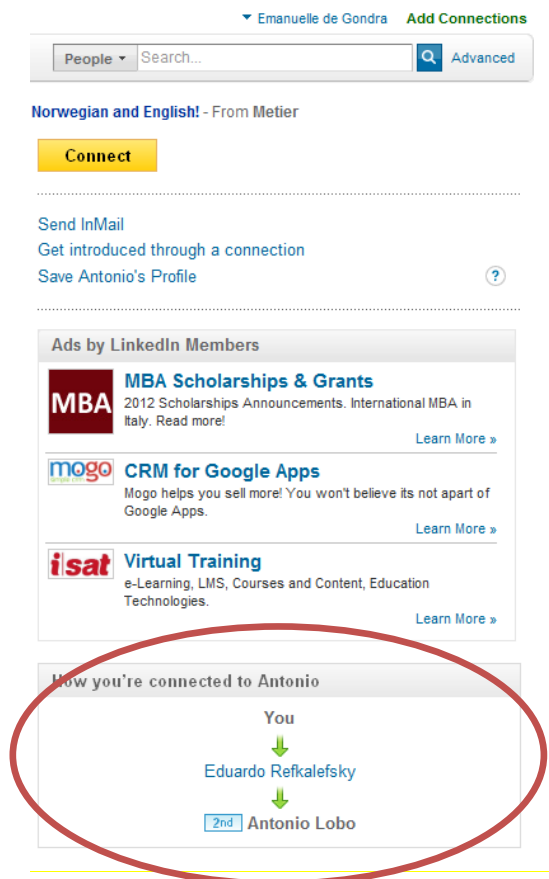 Emanuelle de Gondra Add Connections
People Search... Advanced
Norwegian and English! - From Metier
Connect
Send InMail
Get introduced through a connection
Save Antonio's Profile ?
Ads by LinkedIn Members
MBA
MBA Scholarships & Grants
2012 Scholarships Announcements. International MBA in
Italy. Read more!
Learn More »
mogo
CRM for Google Apps
Mogo helps you sell more! You won't believe its not apart of
Google Apps.
Learn More »
isat
Virtual Training
e-Learning, LMS, Courses and Content, Education
Technologies.
Learn More »
How you're connected to Antonio
You
Eduardo Refkalefsky
2nd Antonio Lobo